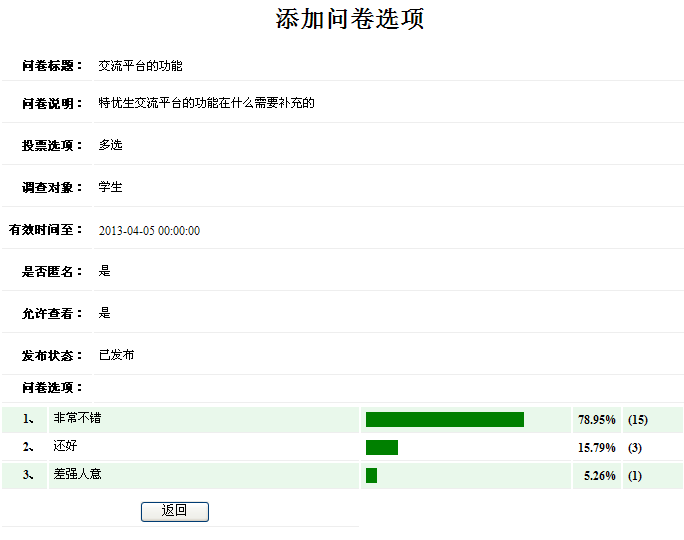 添加问卷选项
问卷标题： 交流平台的功能
问卷说明： 特优生交流平台的功能在什么需要补充的
投票选项： 多选
调查对象： 学生
有效时间至： 2013-04-05 00:00:00
是否匿名： 是
允许查看： 是
发布状态： 已发布
问卷选项：
1、 非常不错 78.95% (15)
2、 还好 15.79% (3)
3、 差强人意 5.26% (1)
返回